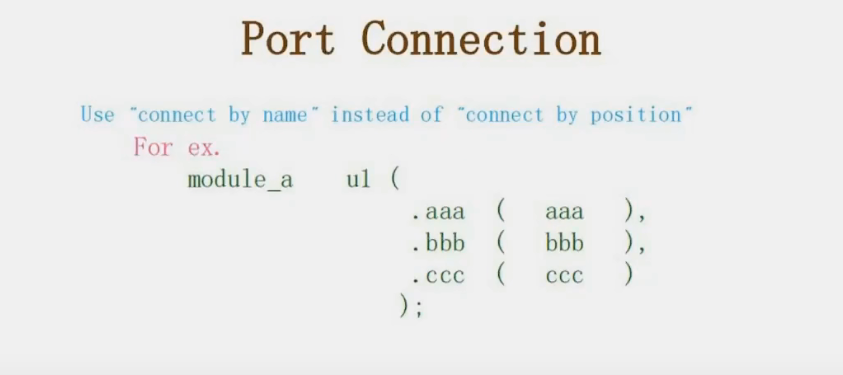 Port Connection
Use "connect by name" instead of "connect by position"
For ex.
module_a u1 (
.aaa ( aaa ),
.bbb ( bbb ),
.ccc ( ccc )
);